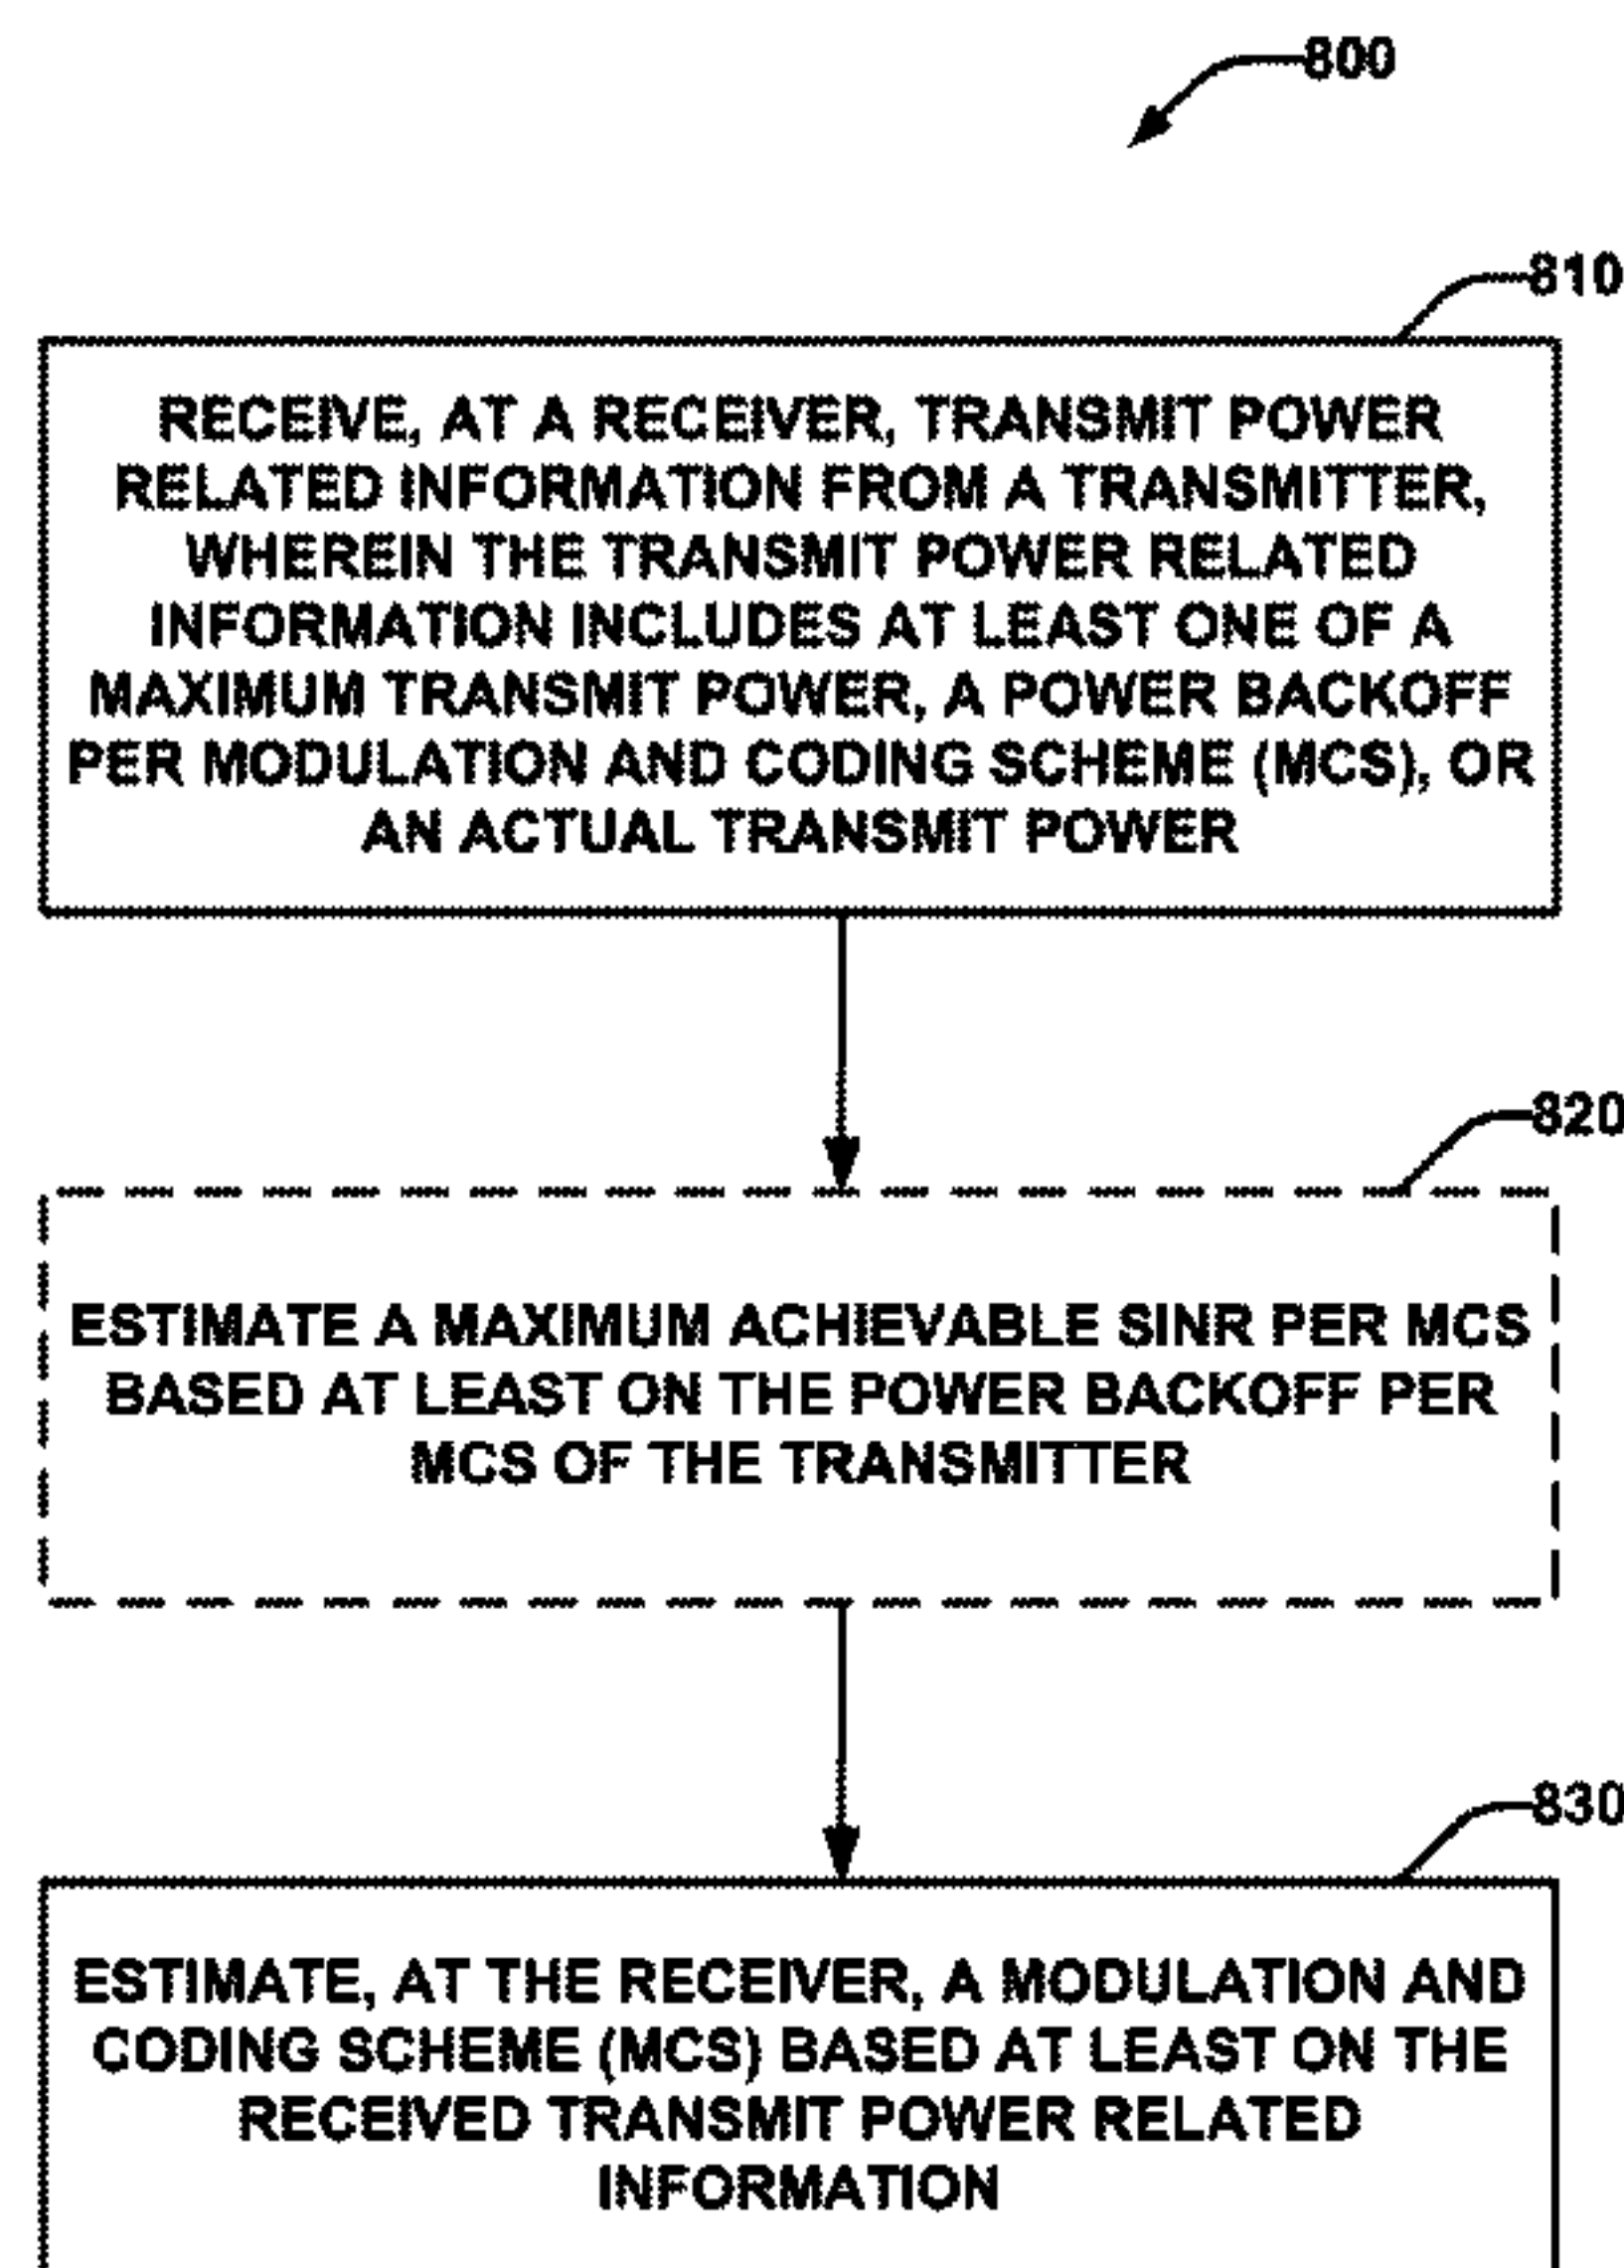 800
810
RECEIVE, AT A RECEIVER, TRANSMIT POWER
RELATED INFORMATION FROM A TRANSMITTER,
WHEREIN THE TRANSMIT POWER RELATED
INFORMATION INCLUDES AT LEAST ONE OF A
MAXIMUM TRANSMIT POWER, A POWER BACKOFF
PER MODULATION AND CODING SCHEME (MCS), OR
AN ACTUAL TRANSMIT POWER
820
ESTIMATE A MAXIMUM ACHIEVABLE SINR PER MCS
BASED AT LEAST ON THE POWER BACKOFF PER
MCS OF THE TRANSMITTER
830
ESTIMATE, AT THE RECEIVER, A MODULATION AND
CODING SCHEME (MCS) BASED AT LEAST ON THE
RECEIVED TRANSMIT POWER RELATED
INFORMATION